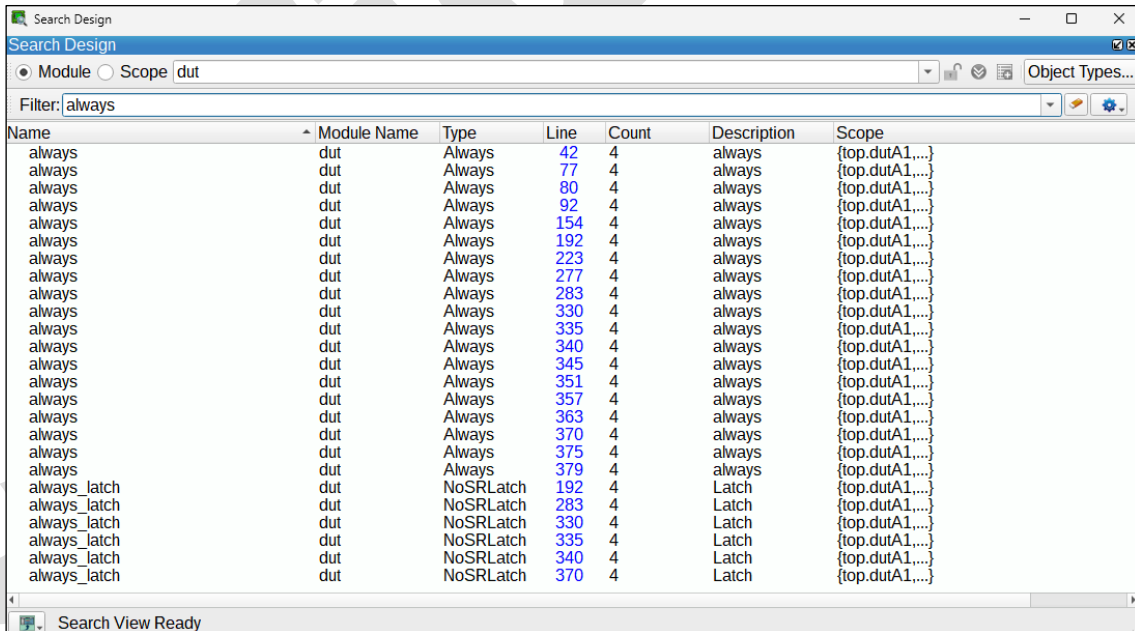 Search Design
Search Design
Module Scope dut Object Types...
Filter: always
Name Module Name Type Line Count Description Scope
always dut Always 42 4 always {top.dutA1,...}
always dut Always 77 4 always {top.dutA1,...}
always dut Always 80 4 always {top.dutA1,...}
always dut Always 92 4 always {top.dutA1,...}
always dut Always 154 4 always {top.dutA1,...}
always dut Always 192 4 always {top.dutA1,...}
always dut Always 223 4 always {top.dutA1,...}
always dut Always 277 4 always {top.dutA1,...}
always dut Always 283 4 always {top.dutA1,...}
always dut Always 330 4 always {top.dutA1,...}
always dut Always 335 4 always {top.dutA1,...}
always dut Always 340 4 always {top.dutA1,...}
always dut Always 345 4 always {top.dutA1,...}
always dut Always 351 4 always {top.dutA1,...}
always dut Always 357 4 always {top.dutA1,...}
always dut Always 363 4 always {top.dutA1,...}
always dut Always 370 4 always {top.dutA1,...}
always dut Always 375 4 always {top.dutA1,...}
always dut Always 379 4 always {top.dutA1,...}
always_latch dut NoSRLatch 192 4 Latch {top.dutA1,...}
always_latch dut NoSRLatch 283 4 Latch {top.dutA1,...}
always_latch dut NoSRLatch 330 4 Latch {top.dutA1,...}
always_latch dut NoSRLatch 335 4 Latch {top.dutA1,...}
always_latch dut NoSRLatch 340 4 Latch {top.dutA1,...}
always_latch dut NoSRLatch 370 4 Latch {top.dutA1,...}
Search View Ready